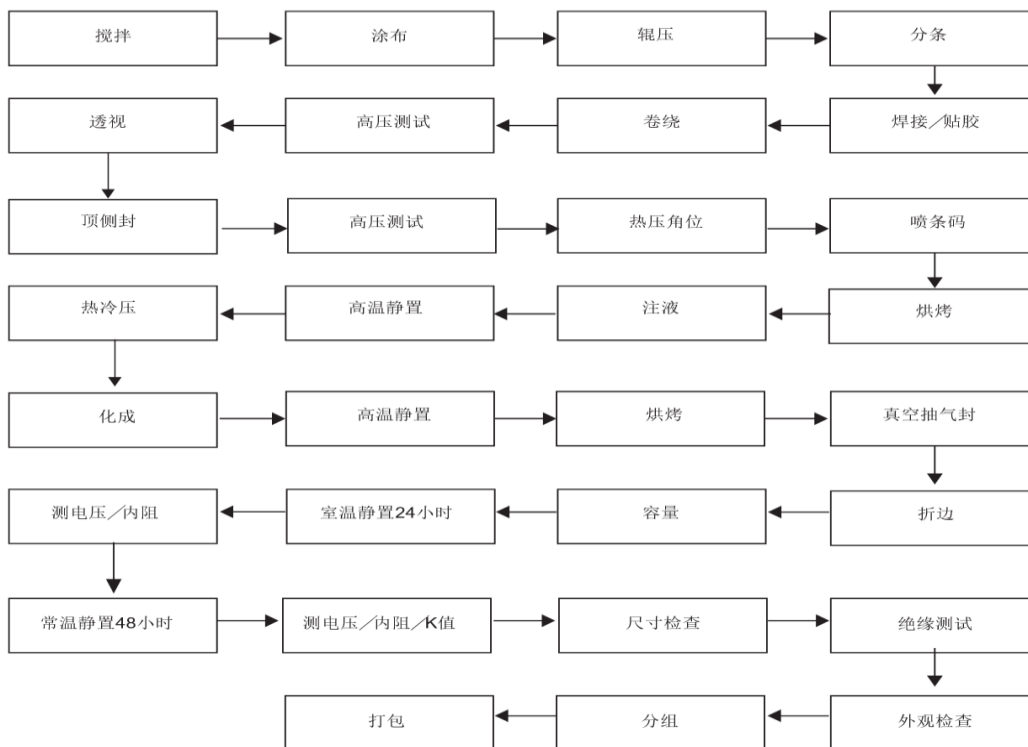 搅拌
涂布
辊压
分条
透视
高压测试
卷绕
焊接／贴胶
顶侧封
高压测试
热压角位
喷条码
热冷压
高温静置
注液
烘烤
化成
高温静置
烘烤
真空抽气封
测电压／内阻
室温静置24小时
容量
折边
常温静置48小时
测电压／内阻／K值
尺寸检查
绝缘测试
打包
分组
外观检查